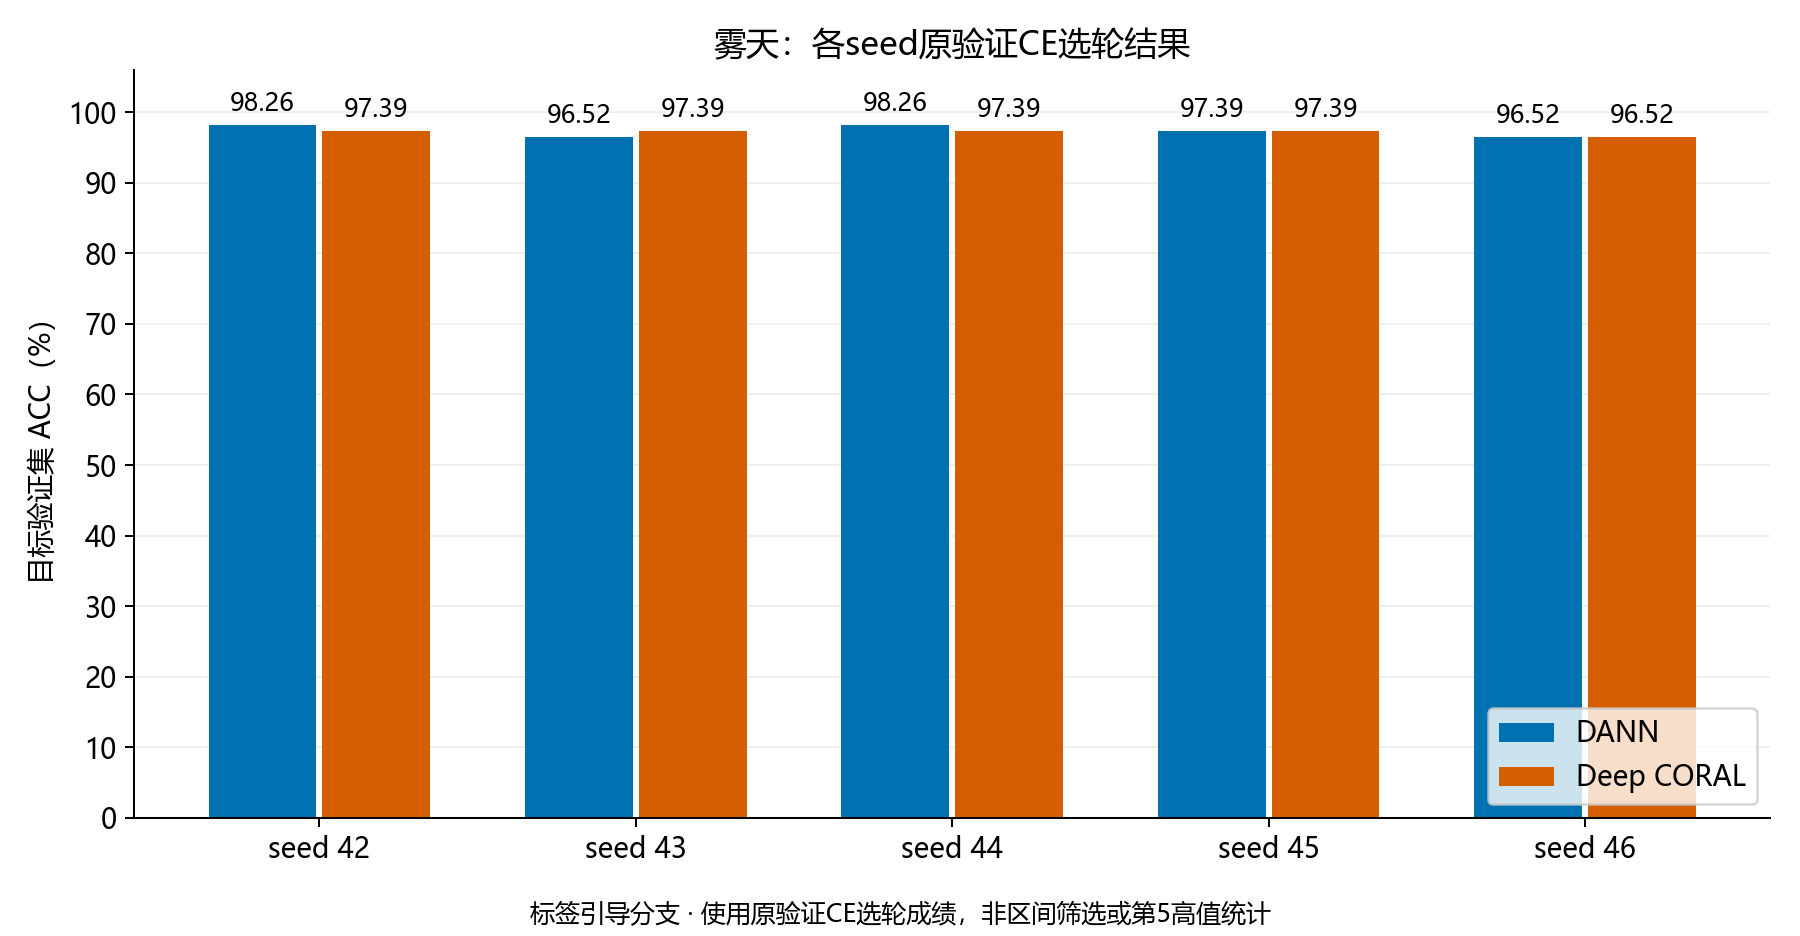 雾天：各seed原验证CE选轮结果
目标验证集 ACC（%）
100
90
80
70
60
50
40
30
20
10
0
98.26
97.39
96.52
97.39
98.26
97.39
97.39
97.39
96.52
96.52
DANN
Deep CORAL
seed 42
seed 43
seed 44
seed 45
seed 46
标签引导分支 · 使用原验证CE选轮成绩，非区间筛选或第5高值统计